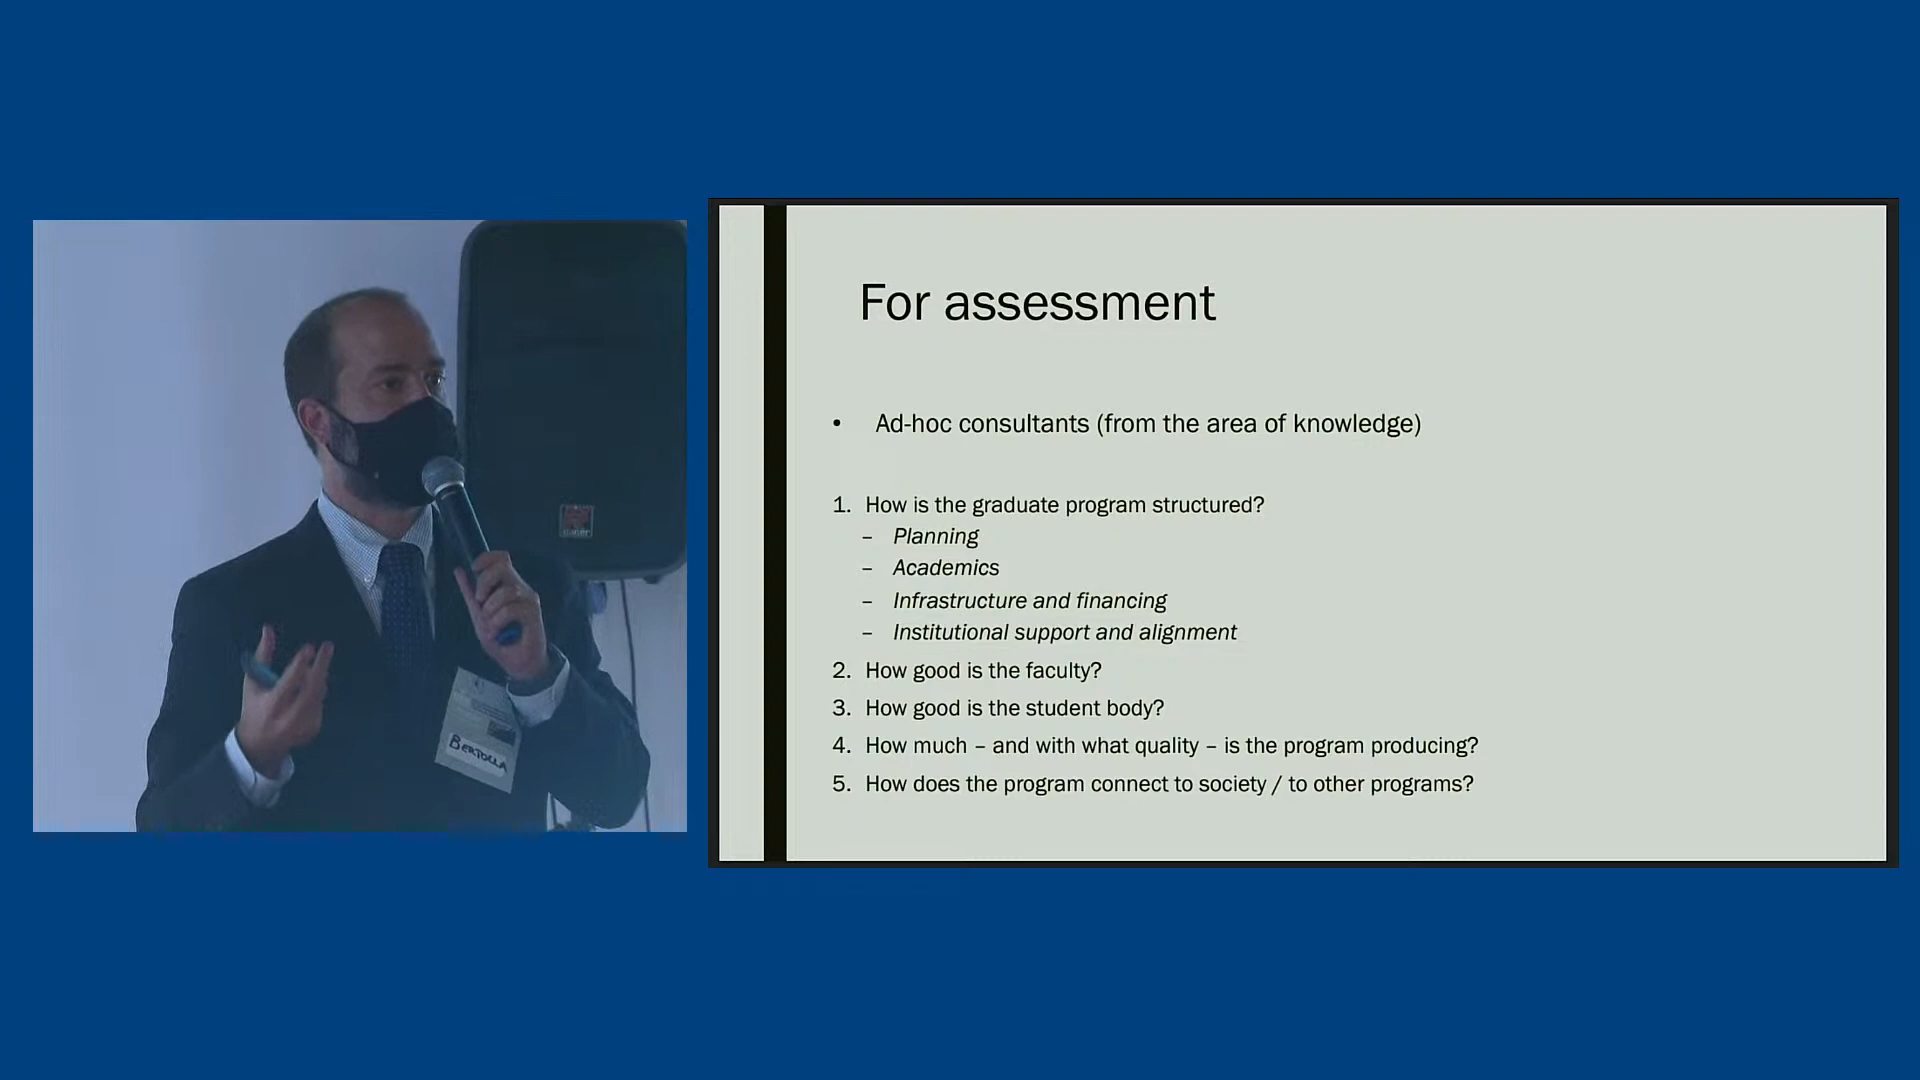 For assessment
• Ad-hoc consultants (from the area of knowledge)
1. How is the graduate program structured?
– Planning
– Academics
– Infrastructure and financing
– Institutional support and alignment
2. How good is the faculty?
3. How good is the student body?
4. How much – and with what quality – is the program producing?
5. How does the program connect to society / to other programs?
BERTOLLA